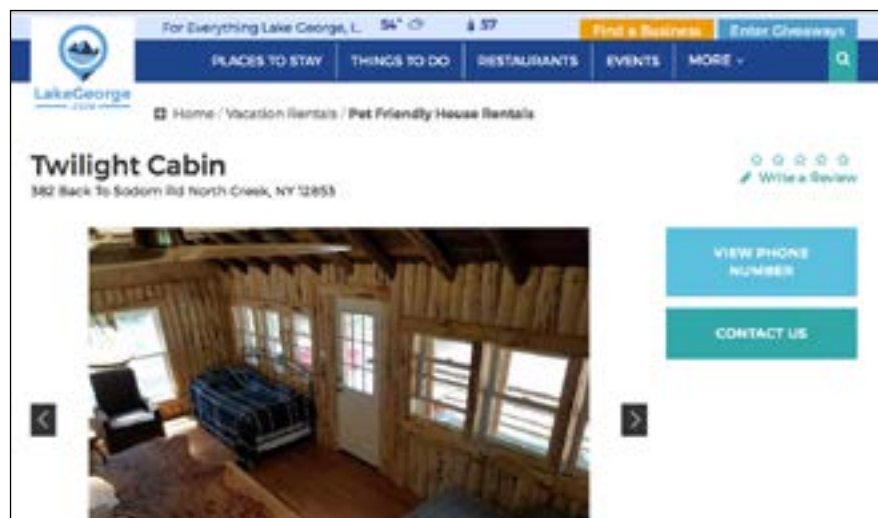 For Everything Lake George, L. 54° 57
Find a Business Enter Giveaways
PLACES TO STAY THINGS TO DO RESTAURANTS EVENTS MORE
LakeGeorge
.COM
Home / Vacation Rentals / Pet Friendly House Rentals
Twilight Cabin
382 Back To Sodom Rd North Creek, NY 12853
Write a Review
VIEW PHONE
NUMBER
CONTACT US